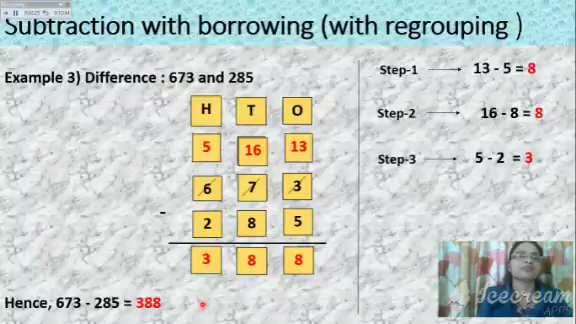 Subtraction with borrowing (with regrouping )
Example 3) Difference : 673 and 285
H T O
5 16 13
6 7 3
- 2 8 5
3 8 8
Hence, 673 - 285 = 388
Step-1 13 - 5 = 8
Step-2 16 - 8 = 8
Step-3 5 - 2 = 3
Icecream
APPS